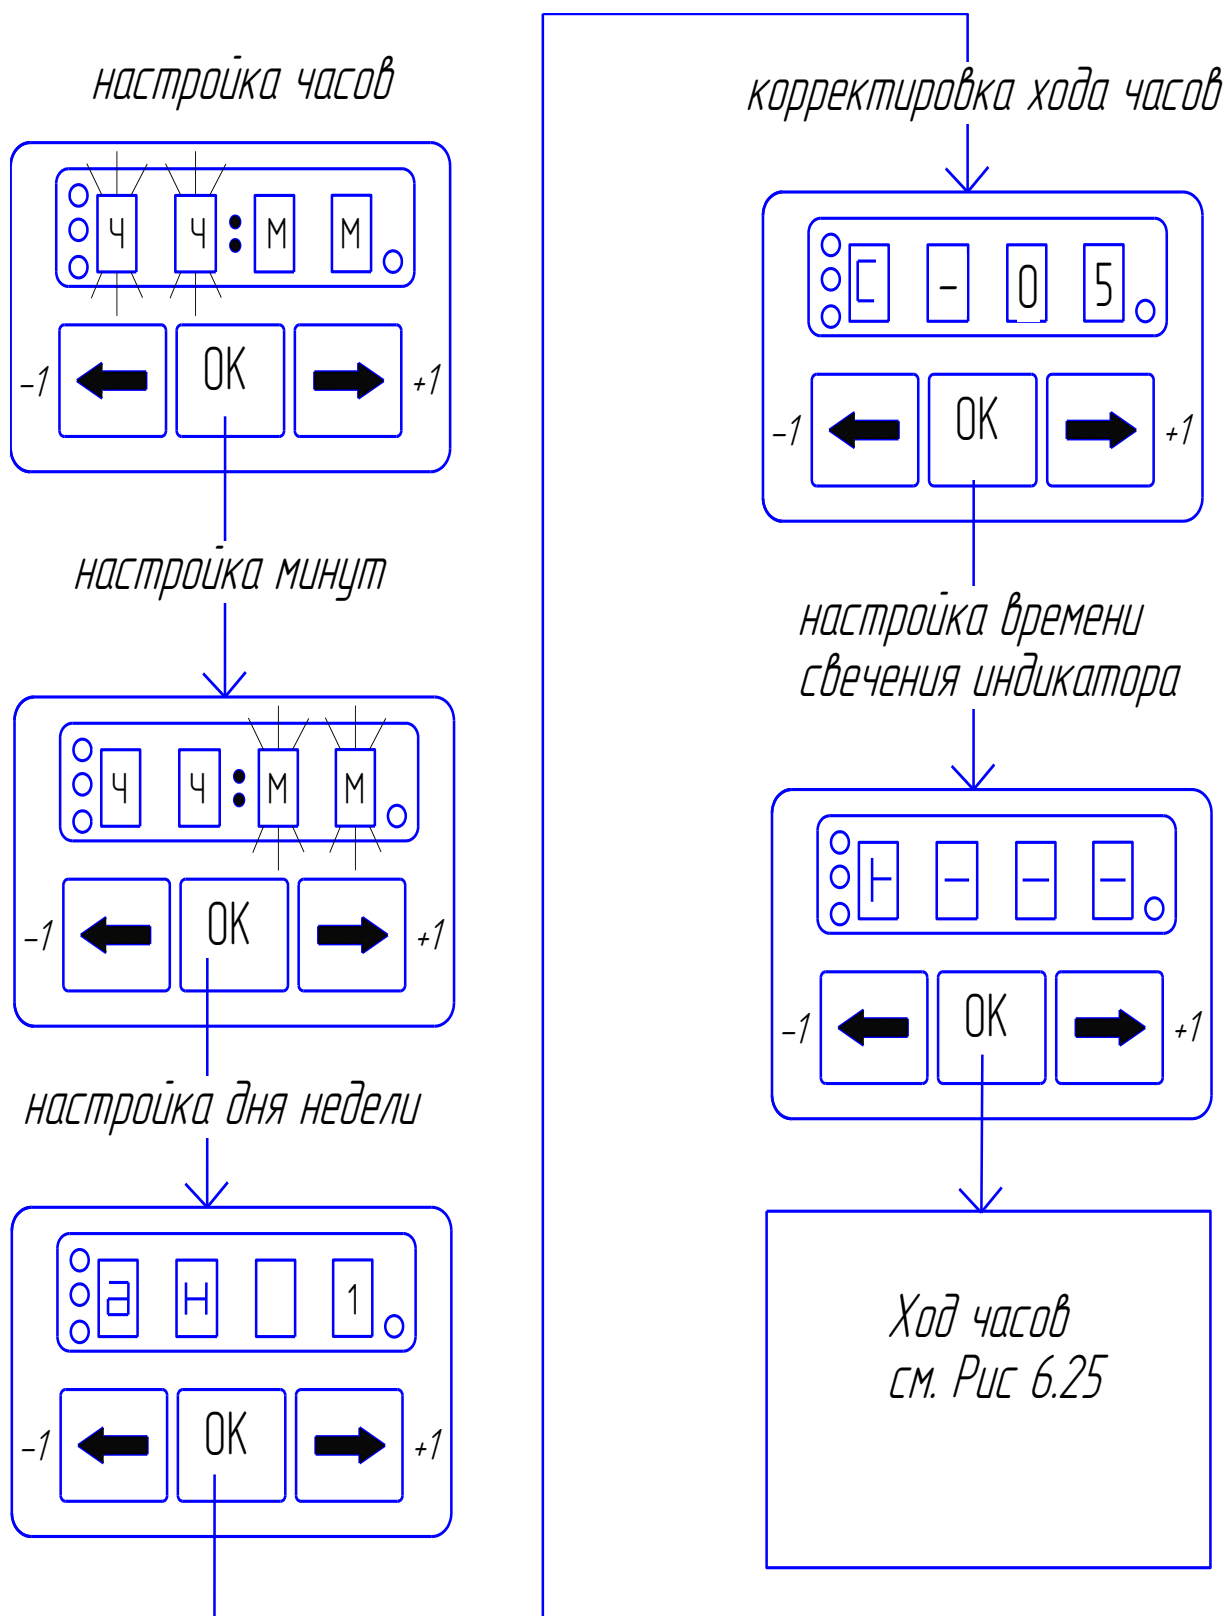 настройка часов
Ч Ч : М М
-1 OK +1
настройка минут
Ч Ч : М М
-1 OK +1
настройка дня недели
д Н 1
-1 OK +1
корректировка хода часов
С - 0 5
-1 OK +1
настройка времени
свечения индикатора
Ⱶ - - -
-1 OK +1
Ход часов
см. Рис 6.25